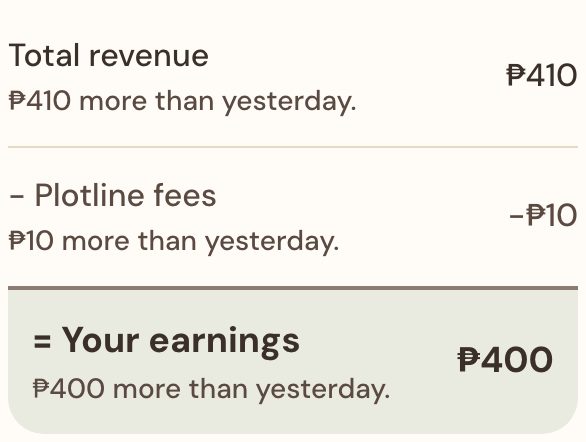 Total revenue
₱410
₱410 more than yesterday.
– Plotline fees
–₱10
₱10 more than yesterday.
= Your earnings
₱400
₱400 more than yesterday.